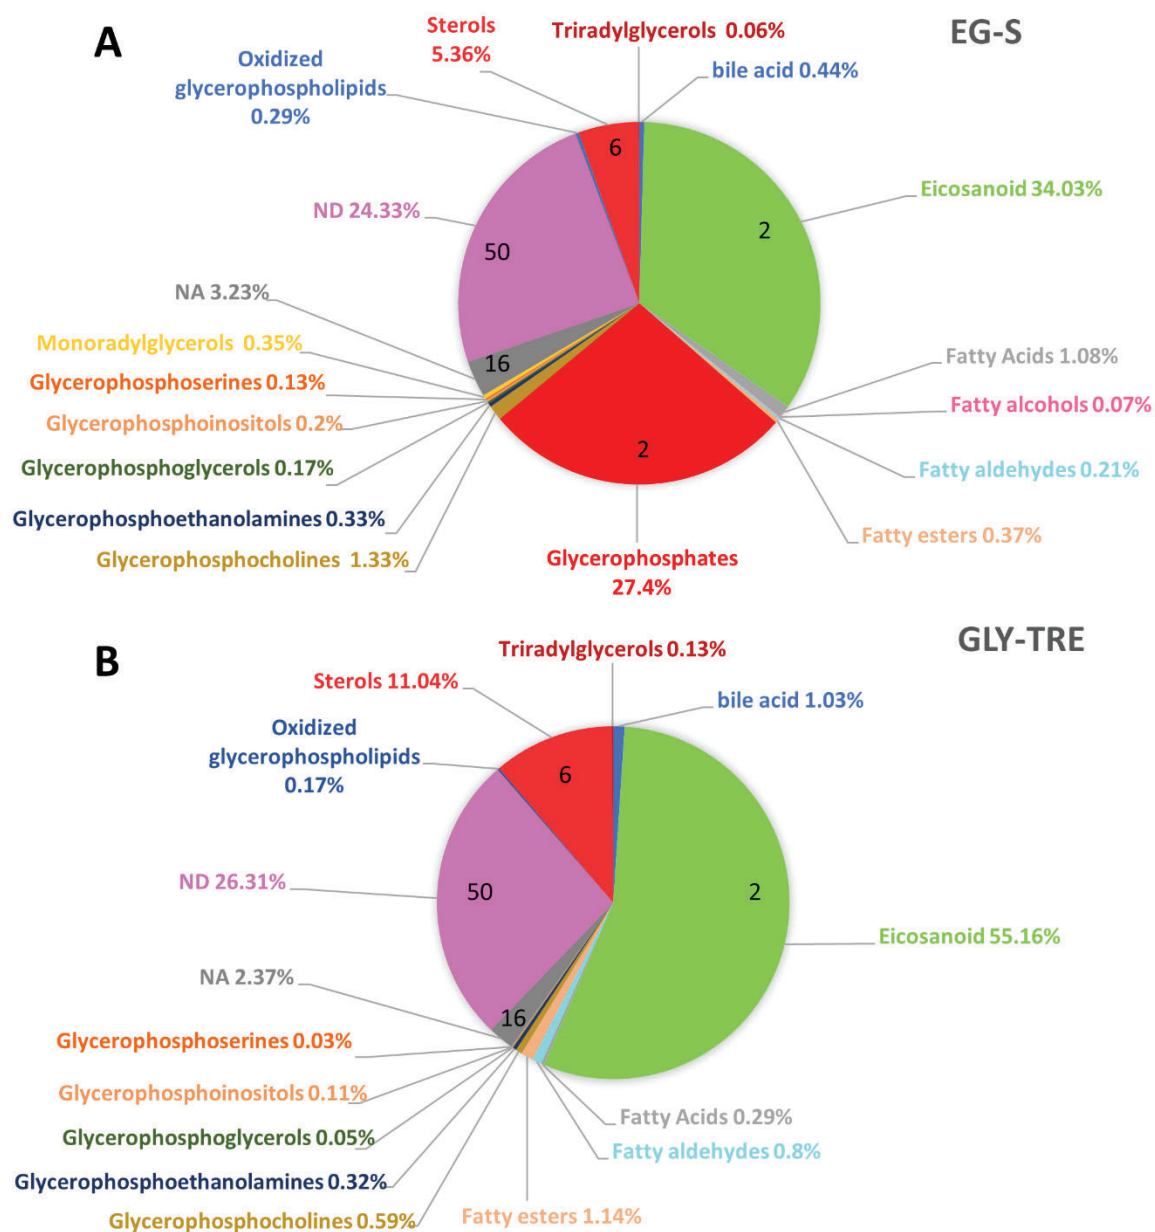 A
EG-S
Sterols
5.36%
Triradylglycerols 0.06%
bile acid 0.44%
Oxidized
glycerophospholipids
0.29%
6
Eicosanoid 34.03%
2
ND 24.33%
50
NA 3.23%
16
Monoradylglycerols 0.35%
Fatty Acids 1.08%
Glycerophosphoserines 0.13%
Fatty alcohols 0.07%
Glycerophosphoinositols 0.2%
2
Glycerophosphoglycerols 0.17%
Fatty aldehydes 0.21%
Glycerophosphoethanolamines 0.33%
Fatty esters 0.37%
Glycerophosphocholines 1.33%
Glycerophosphates
27.4%
B
GLY-TRE
Triradylglycerols 0.13%
Sterols 11.04%
bile acid 1.03%
Oxidized
glycerophospholipids
0.17%
6
ND 26.31%
50
2
Eicosanoid 55.16%
NA 2.37%
16
Glycerophosphoserines 0.03%
Glycerophosphoinositols 0.11%
Fatty Acids 0.29%
Glycerophosphoglycerols 0.05%
Fatty aldehydes 0.8%
Glycerophosphoethanolamines 0.32%
Glycerophosphocholines 0.59%
Fatty esters 1.14%